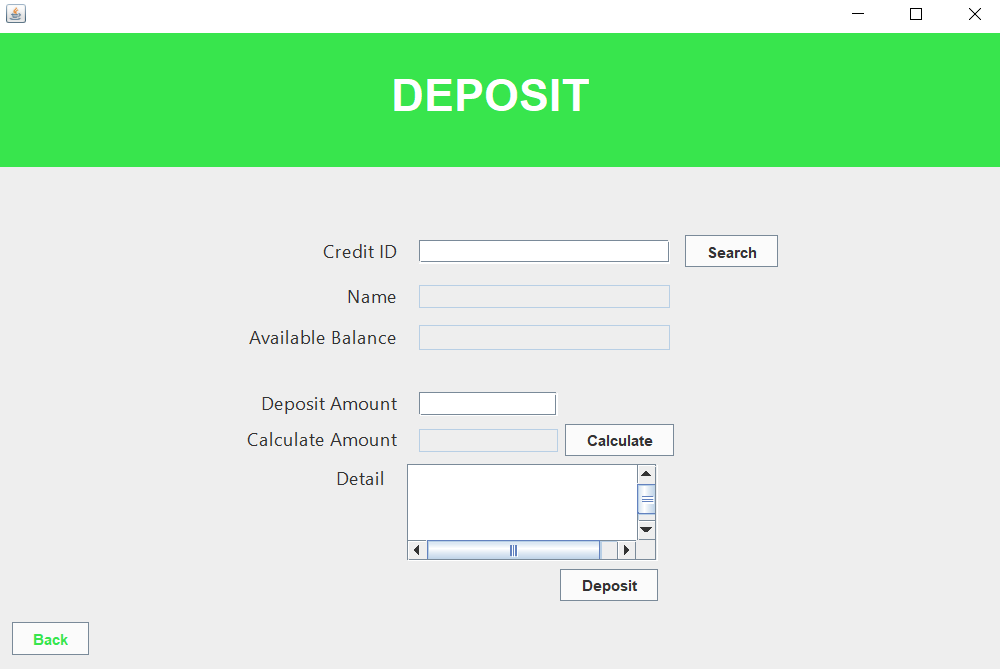 DEPOSIT
Credit ID
Search
Name
Available Balance
Deposit Amount
Calculate Amount
Calculate
Detail
Deposit
Back